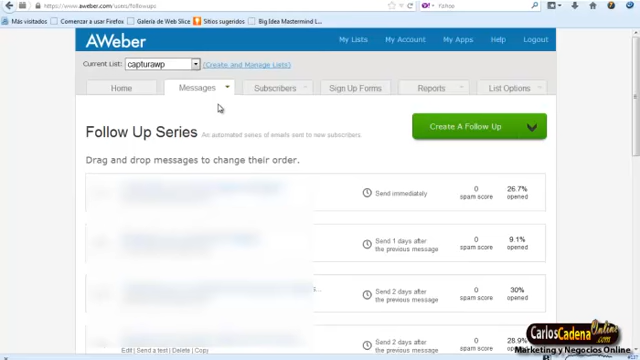 https://www.aweber.com/users/followups
Yahoo
Más visitados Comenzar a usar Firefox Galería de Web Slice Sitios sugeridos Big Idea Mastermind L...
AWeber
My Lists My Account My Apps Help Logout
Current List: capturawp (Create and Manage Lists)
Home Messages Subscribers Sign Up Forms Reports List Options
Follow Up Series An automated series of emails sent to new subscribers.
Create A Follow Up
Drag and drop messages to change their order.
Send immediately
0 spam score
26.7% opened
Send 1 days after
the previous message
0 spam score
9.1% opened
Send 2 days after
the previous message
0 spam score
30% opened
Send 2 days after
0
28.9%
Edit | Send a test | Delete | Copy
CarlosCadenaOnline.com
Marketing y Negocios Online